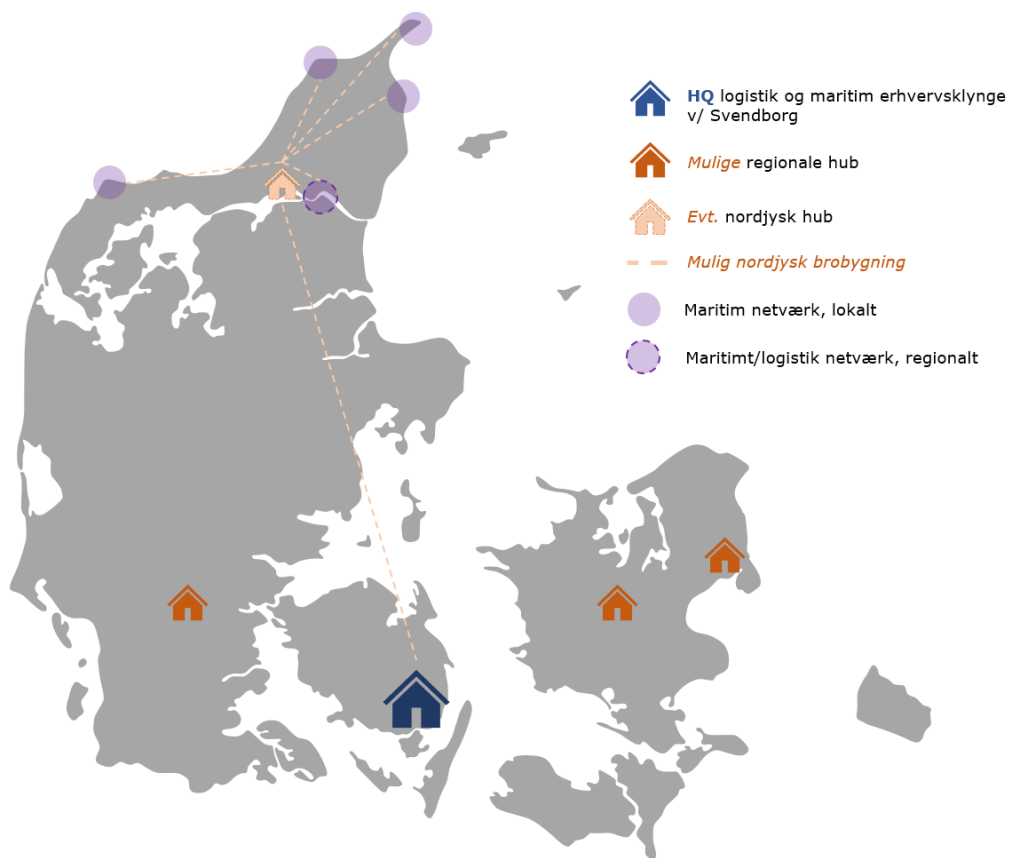 HQ logistik og maritim erhvervsklynge
v/ Svendborg
Mulige regionale hub
Evt. nordjysk hub
Mulig nordjysk brobygning
Maritim netværk, lokalt
Maritimt/logistik netværk, regionalt